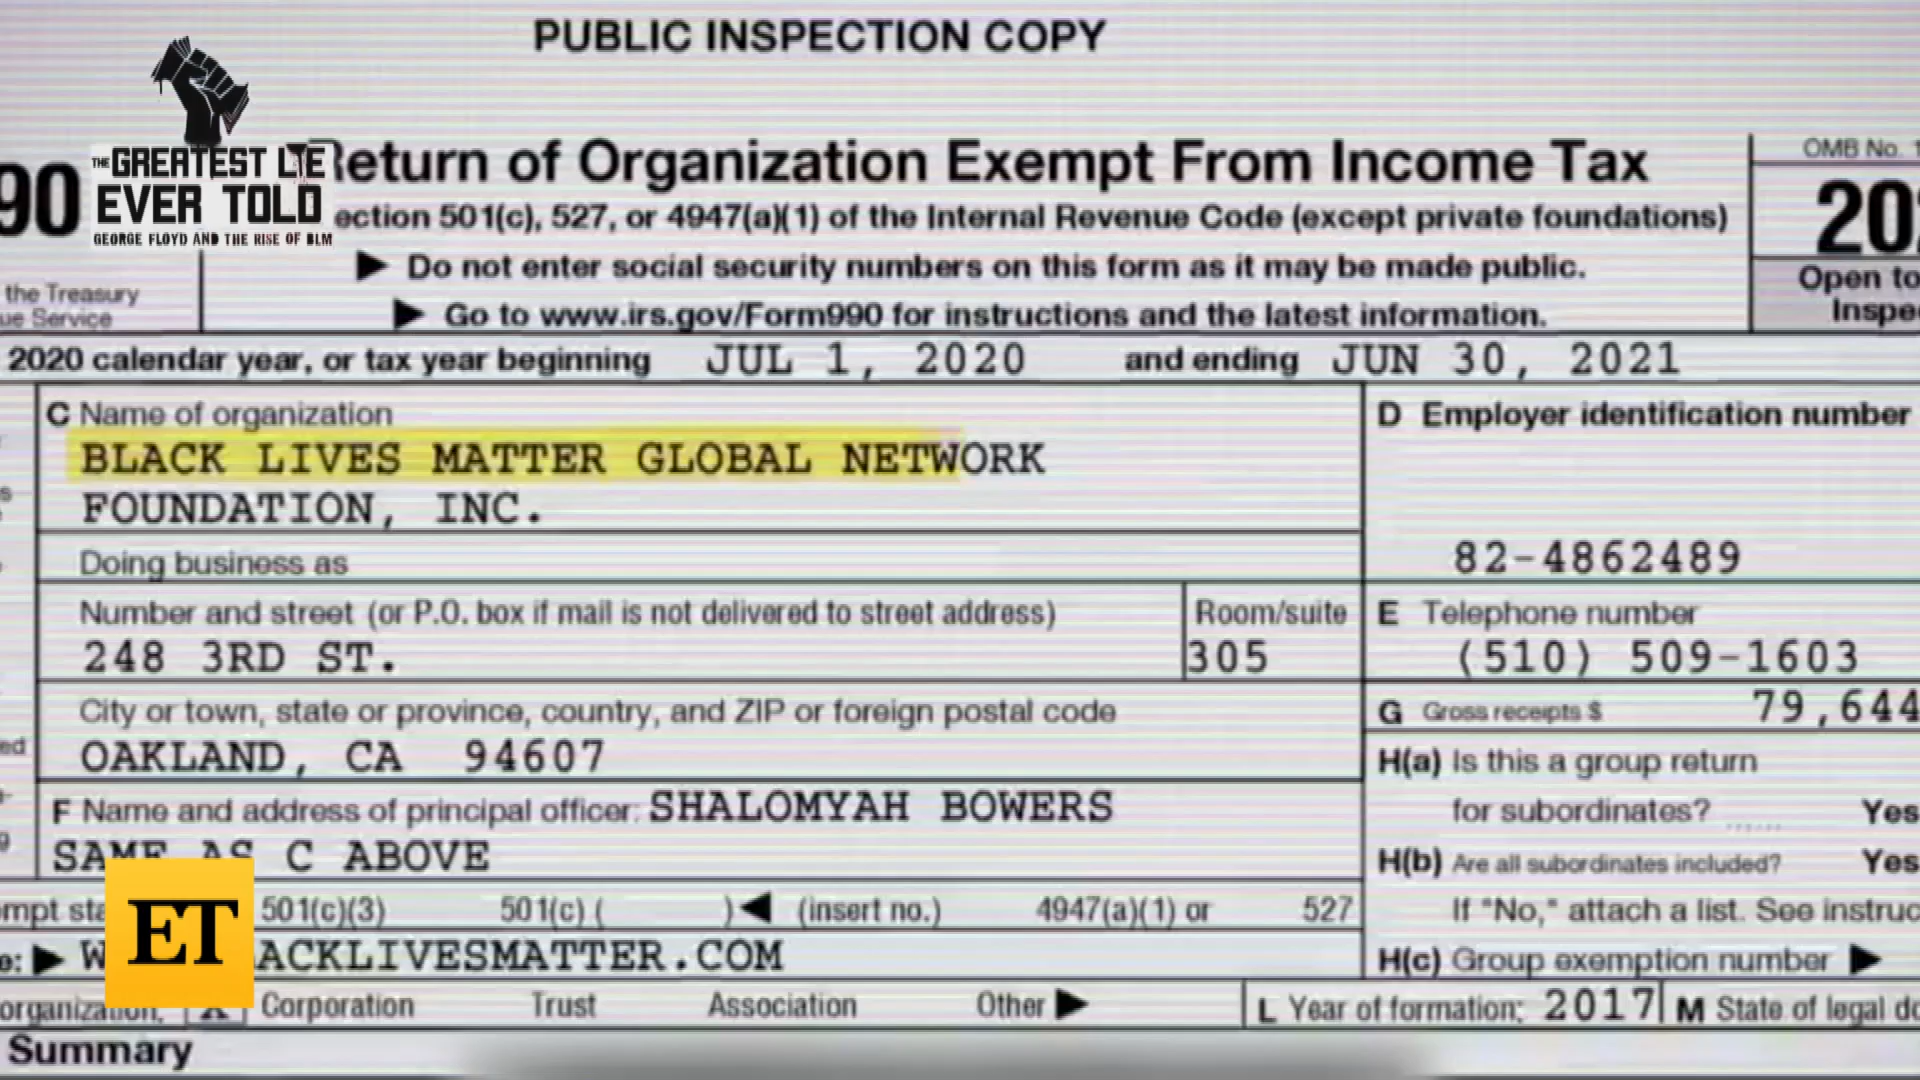 PUBLIC INSPECTION COPY
THE GREATEST LIE
EVER TOLD
GEORGE FLOYD AND THE RISE OF BLM
90
Return of Organization Exempt From Income Tax
OMB No. 1
ection 501(c), 527, or 4947(a)(1) of the Internal Revenue Code (except private foundations)
▶ Do not enter social security numbers on this form as it may be made public.
Open to
the Treasury
ue Service
▶ Go to www.irs.gov/Form990 for instructions and the latest information.
2020 calendar year, or tax year beginning JUL 1, 2020 and ending JUN 30, 2021
C Name of organization
BLACK LIVES MATTER GLOBAL NETWORK
FOUNDATION, INC.
D Employer identification number
82-4862489
Doing business as
Number and street (or P.O. box if mail is not delivered to street address)
248 3RD ST.
Room/suite
305
E Telephone number
(510) 509-1603
City or town, state or province, country, and ZIP or foreign postal code
OAKLAND, CA 94607
G Gross receipts $ 79,644
F Name and address of principal officer: SHALOMYAH BOWERS
SAME AS C ABOVE
H(a) Is this a group return
for subordinates? ...... Yes
H(b) Are all subordinates included? Yes
If "No," attach a list. See instruc
H(c) Group exemption number ▶
501(c)(3) 501(c) ( )◀ (insert no.) 4947(a)(1) or 527
ACKLIVESMATTER.COM
ET
organization: X Corporation Trust Association Other ▶
L Year of formation: 2017 M State of legal do
Summary